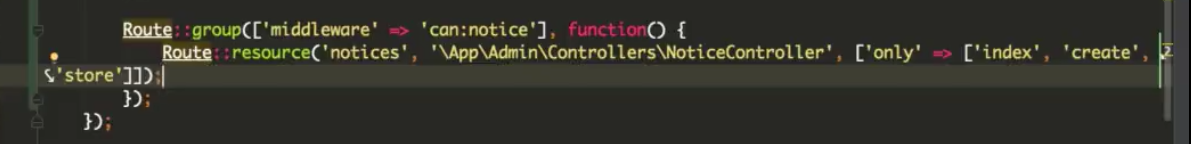 Route::group(['middleware' => 'can:notice'], function() {
Route::resource('notices', '\App\Admin\Controllers\NoticeController', ['only' => ['index', 'create',
'store']]);
});
});